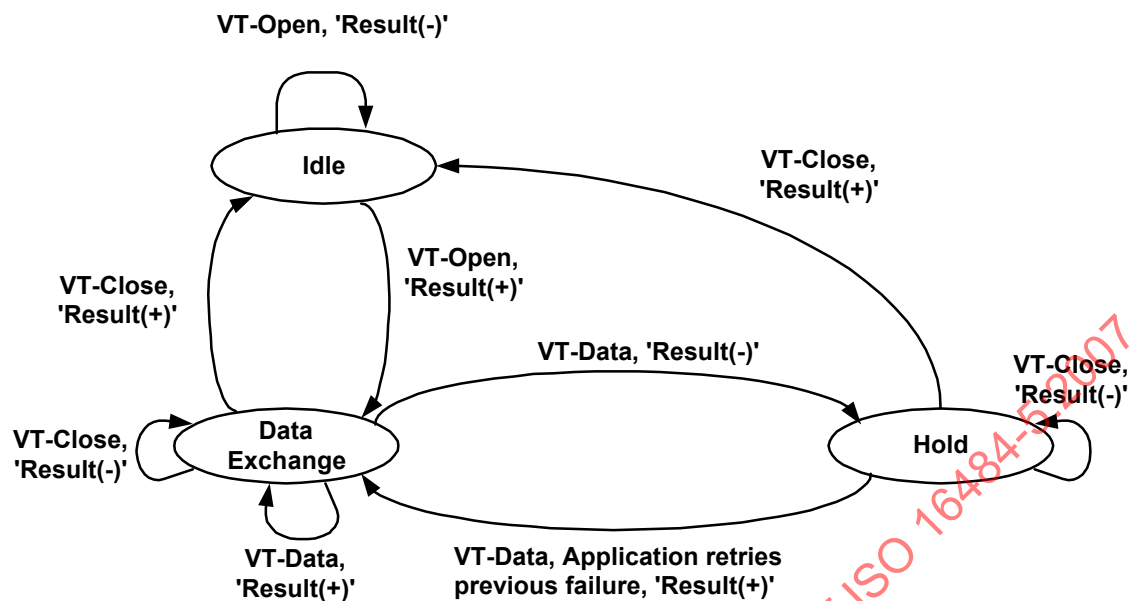 VT-Open, 'Result(-)'
Idle
VT-Close,
'Result(+)'
VT-Open,
'Result(+)'
VT-Close,
'Result(+)'
VT-Data, 'Result(-)'
VT-Close,
'Result(-)'
VT-Close,
'Result(-)'
Data
Exchange
Hold
VT-Data,
'Result(+)'
VT-Data, Application retries
previous failure, 'Result(+)'
ISO 16484-5:2007